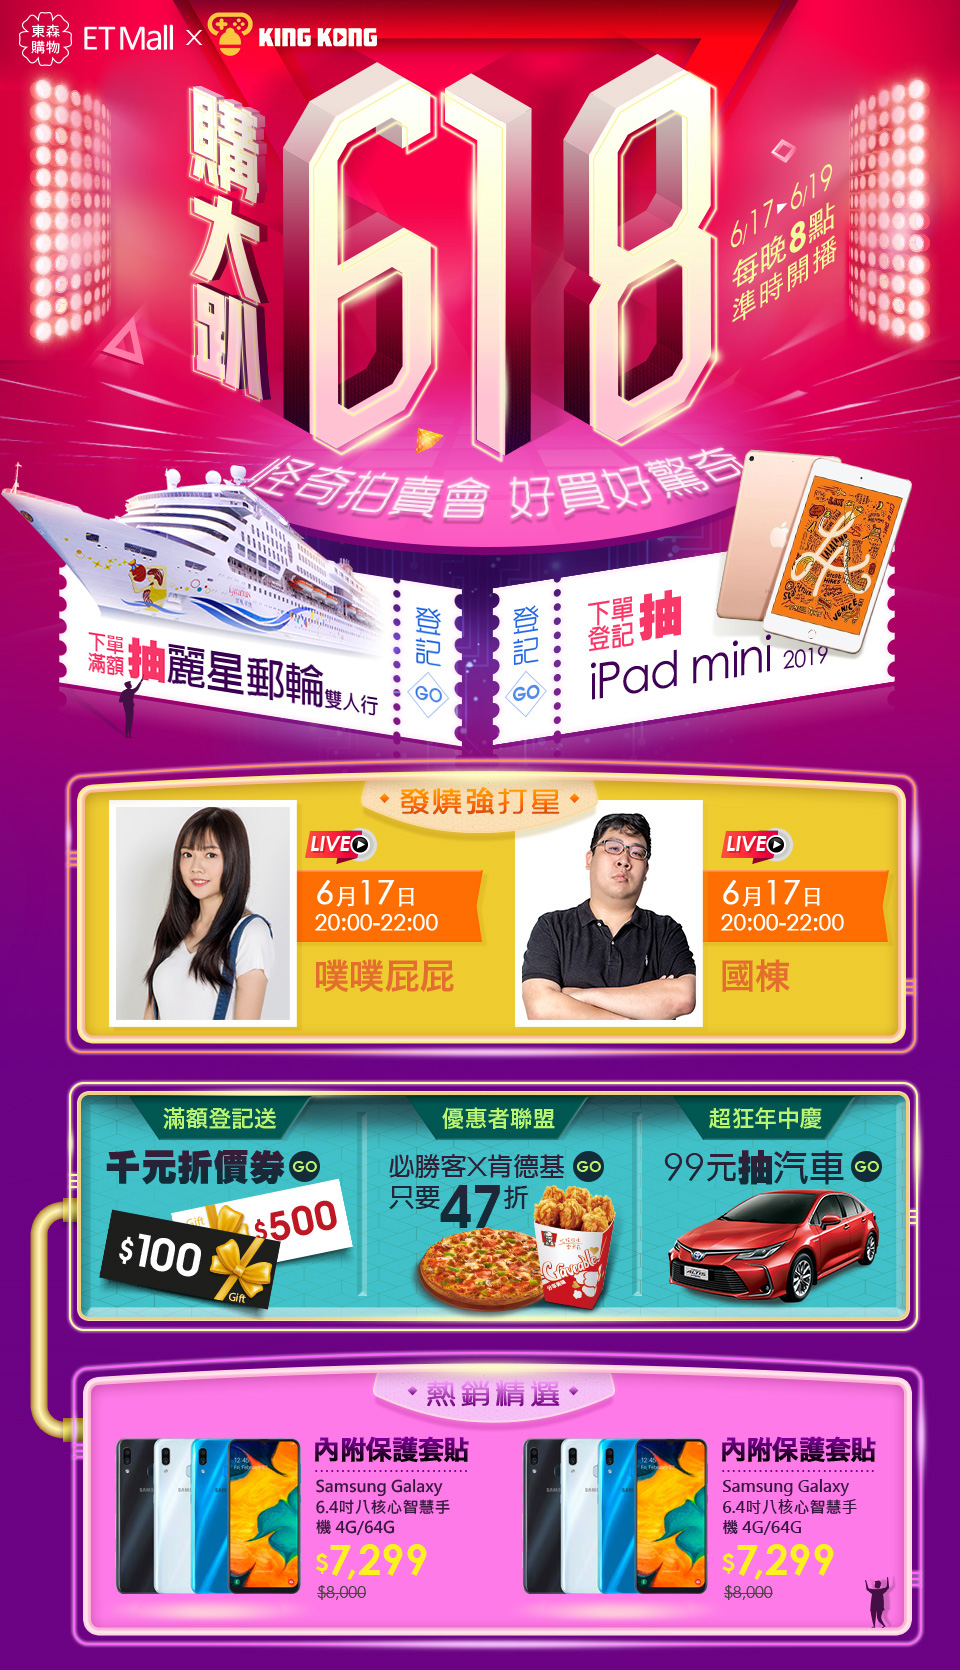 東森
購物
ETMall × KING KONG
購大趴
618
6/17▸6/19
每晚8點
準時開播
怪奇拍賣會 好買好驚奇
下單
滿額
抽麗星郵輪雙人行
登記
GO
登記
GO
下單
登記
抽
iPad mini 2019
發燒強打星
LIVE
6月17日
20:00-22:00
噗噗屁屁
LIVE
6月17日
20:00-22:00
國棟
滿額登記送
千元折價券 GO
Gift
$500
$100
Gift
優惠者聯盟
必勝客X肯德基 GO
只要47折
超狂年中慶
99元抽汽車 GO
ALTIS
熱銷精選
內附保護套貼
Samsung Galaxy
6.4吋八核心智慧手
機 4G/64G
$7,299
$8,000
內附保護套貼
Samsung Galaxy
6.4吋八核心智慧手
機 4G/64G
$7,299
$8,000